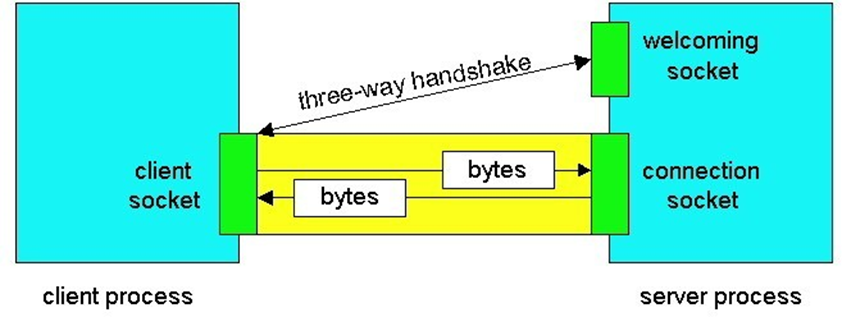 welcoming
socket
three-way handshake
client
socket
bytes
bytes
connection
socket
client process
server process